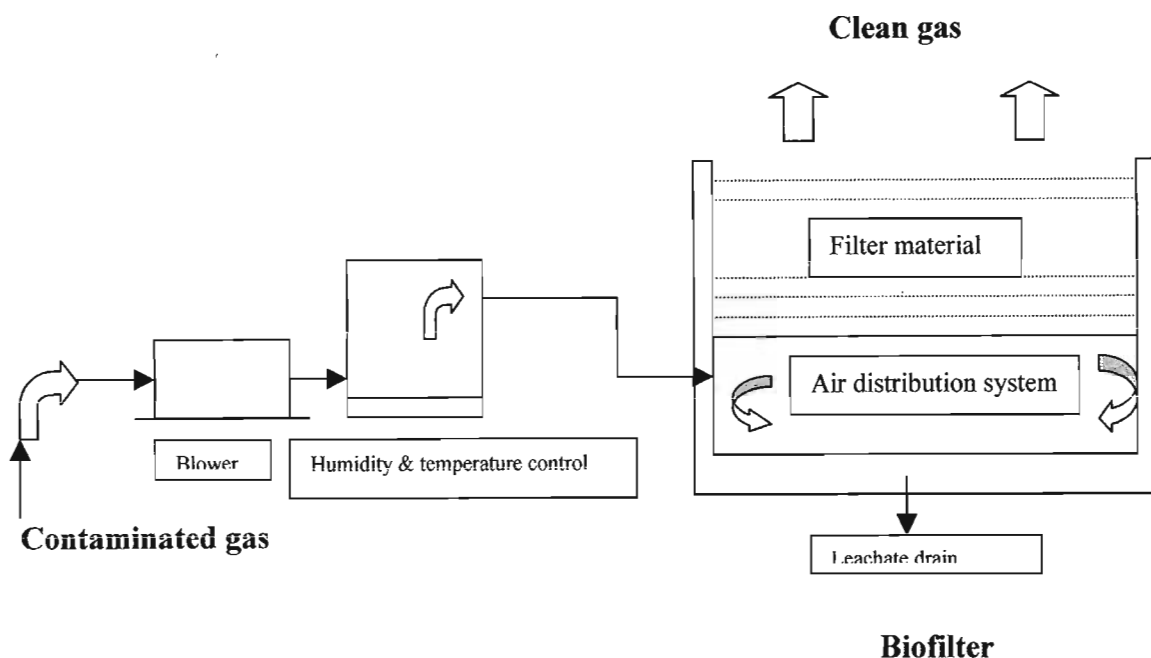 Clean gas
Filter material
Air distribution system
Blower
Humidity & temperature control
Contaminated gas
Leachate drain
Biofilter